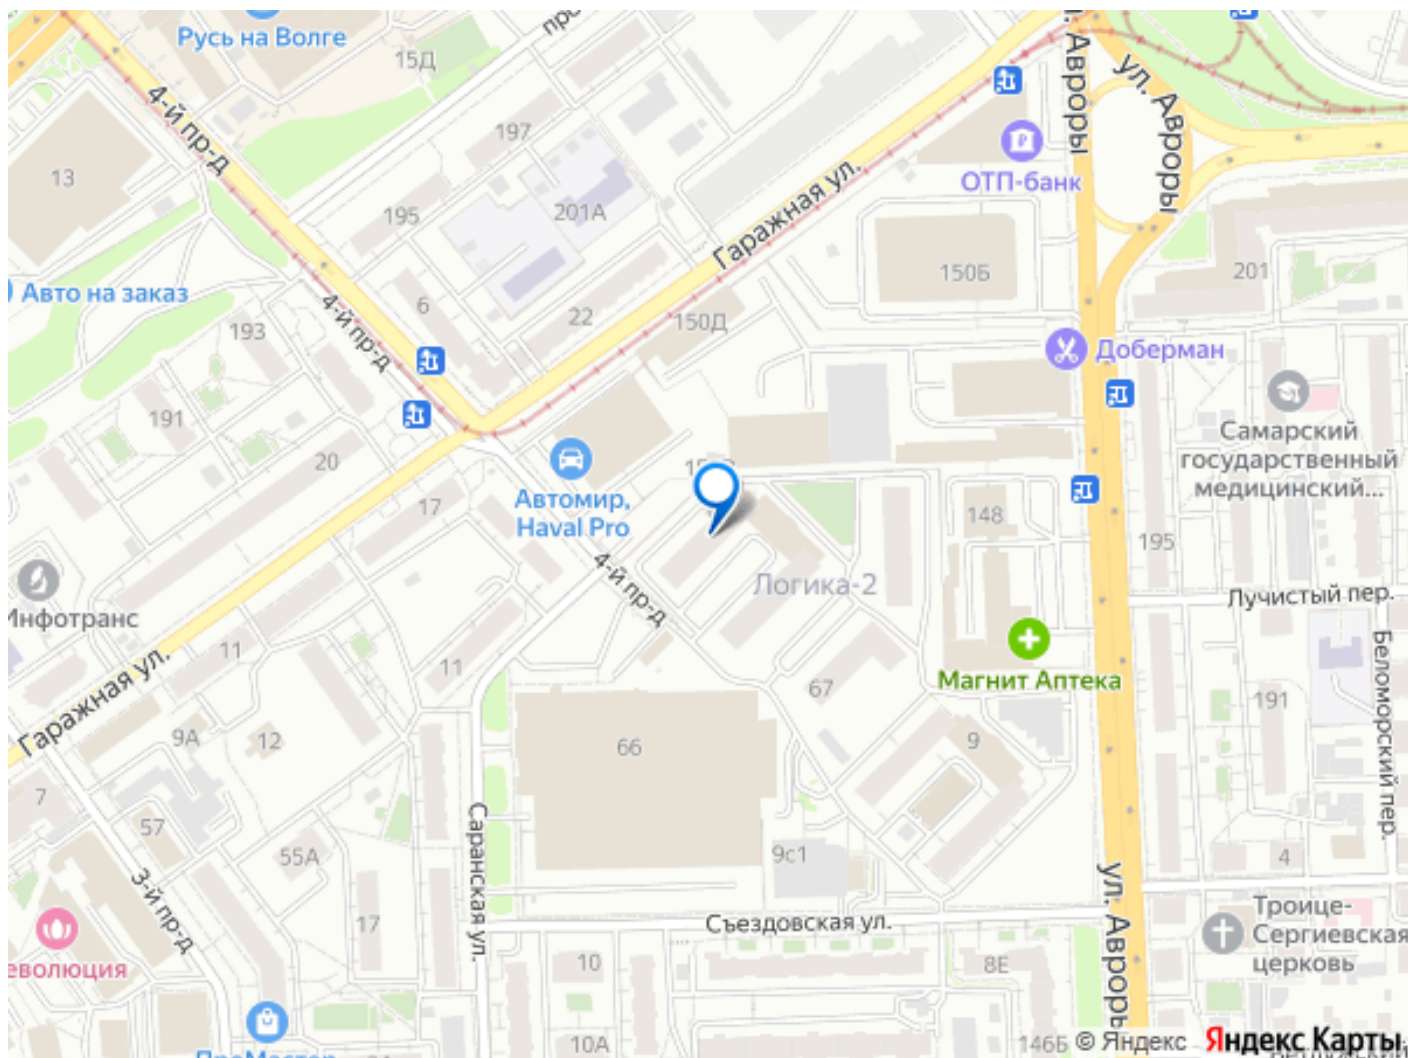 Русь на Волге
15Д
ул. Авроры
4-й пр-д
197
13
ОТП-банк
ул. Авроры
195
201А
Гаражная ул.
150Б
201
Авто на заказ
6
4-й пр-д
193
22
150Д
Доберман
191
Самарский
государственный
медицинский...
20
Автомир,
Haval Pro
17
148
195
4-й пр-д
Логика-2
Лучистый пер.
Инфотранс
11
11
Магнит Аптека
67
191
Беломорский пер.
Гаражная ул.
9А
12
66
9
7
57
55А
Саранская ул.
9с1
4
3-й пр-д
17
Съездовская ул.
ул. Авроры
Троице-
Сергиевская
церковь
еволюция
10
8Е
10А
146Б
© Яндекс
Яндекс Карты
ПроМастер